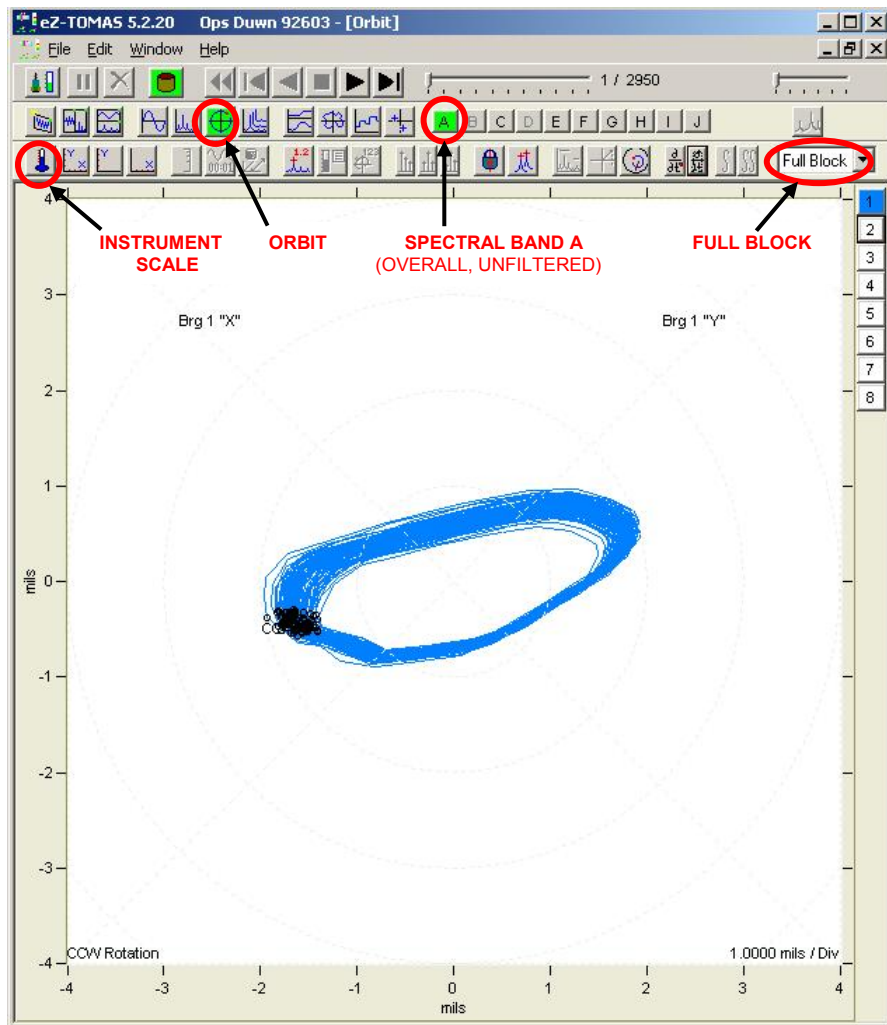 eZ-TOMAS 5.2.20 Ops Duwn 92603 - [Orbit]
File Edit Window Help
1 / 2950
A B C D E F G H I J
Full Block
INSTRUMENT SCALE
ORBIT
SPECTRAL BAND A
(OVERALL, UNFILTERED)
FULL BLOCK
Brg 1 "X"
Brg 1 "Y"
4
3
2
1
0
-1
-2
-3
-4
mils
CCW Rotation
1.0000 mils / Div
-4 -3 -2 -1 0 1 2 3 4
mils
1
2
3
4
5
6
7
8